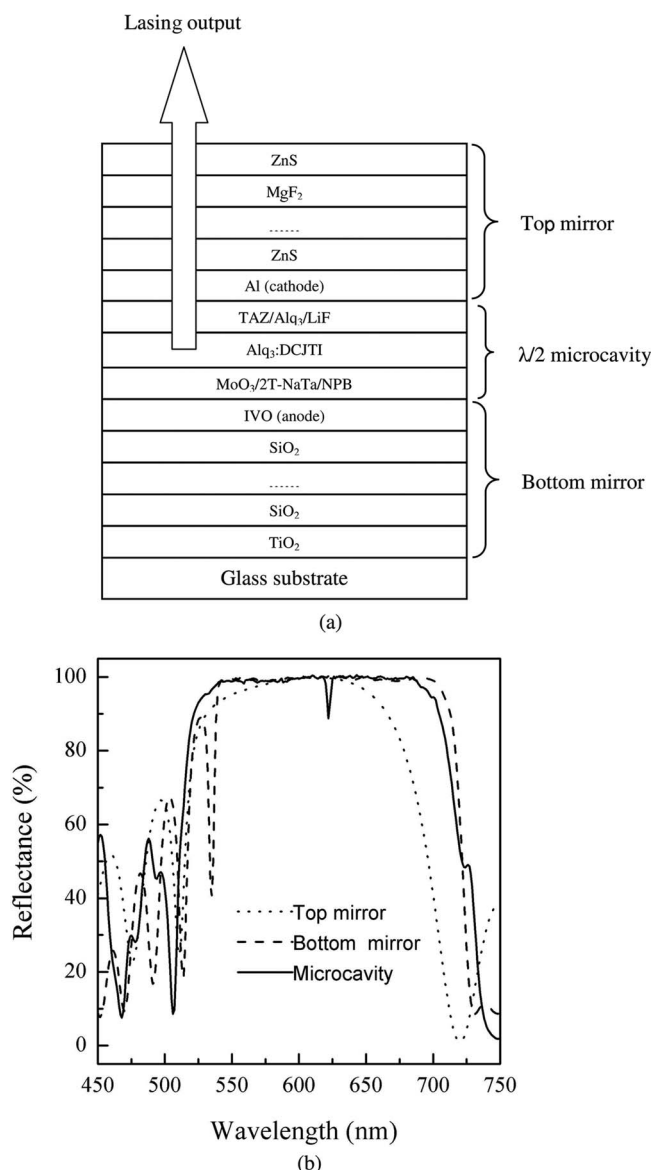 Lasing output
ZnS
MgF₂
......
ZnS
Al (cathode)
TAZ/Alq₃/LiF
Alq₃:DCJTI
MoO₃/2T-NaTa/NPB
IVO (anode)
SiO₂
......
SiO₂
TiO₂
Glass substrate
Top mirror
λ/2 microcavity
Bottom mirror
(a)
Reflectance (%)
100
80
60
40
20
0
Top mirror
Bottom mirror
Microcavity
450 500 550 600 650 700 750
Wavelength (nm)
(b)